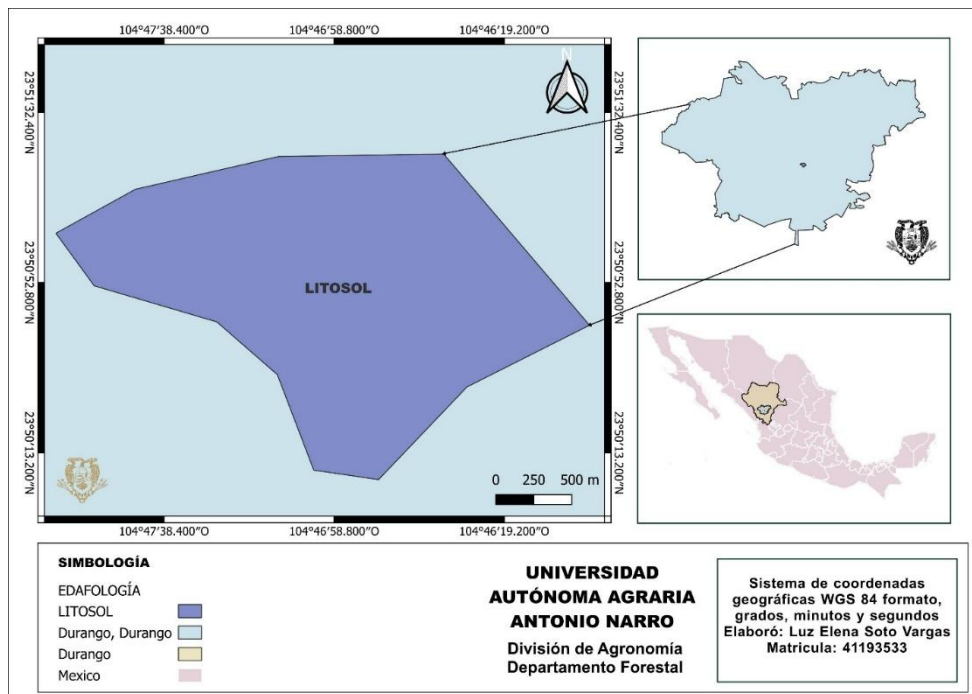 104°47'38.400"O 104°46'58.800"O 104°46'19.200"O
N
23°51'32.400"N
23°50'52.800"N
23°50'13.200"N
LITOSOL
23°51'32.400"N
23°50'52.800"N
23°50'13.200"N
0 250 500 m
104°47'38.400"O 104°46'58.800"O 104°46'19.200"O
SIMBOLOGÍA
EDAFOLOGÍA
LITOSOL
Durango, Durango
Durango
Mexico
UNIVERSIDAD
AUTÓNOMA AGRARIA
ANTONIO NARRO
División de Agronomía
Departamento Forestal
Sistema de coordenadas
geográficas WGS 84 formato,
grados, minutos y segundos
Elaboró: Luz Elena Soto Vargas
Matricula: 41193533